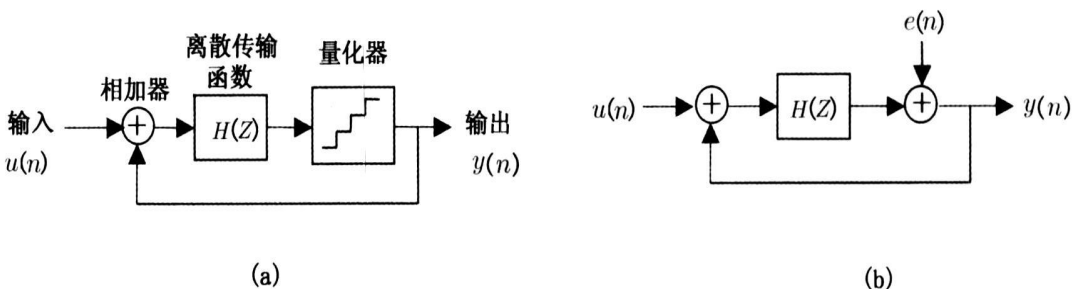 离散传输
函数
量化器
相加器
输入
u(n)
+
H(Z)
输出
y(n)
(a)
e(n)
u(n)
+
H(Z)
+
y(n)
(b)